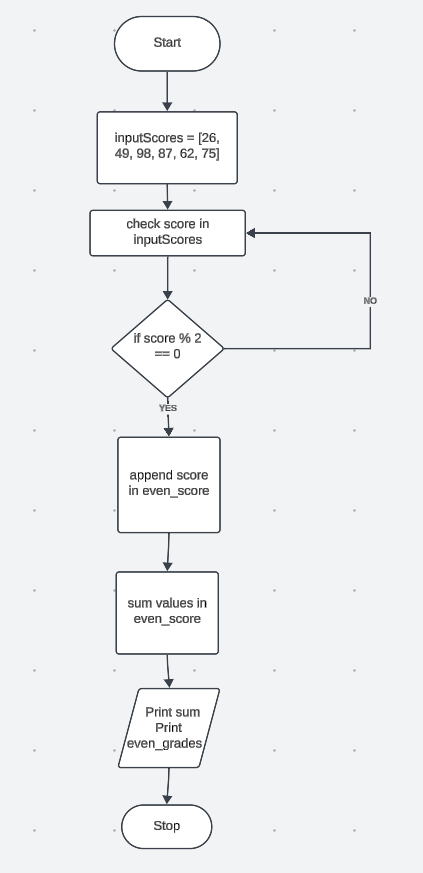 Start
inputScores = [26,
49, 98, 87, 62, 75]
check score in
inputScores
NO
if score % 2
== 0
YES
append score
in even_score
sum values in
even_score
Print sum
Print
even_grades
Stop